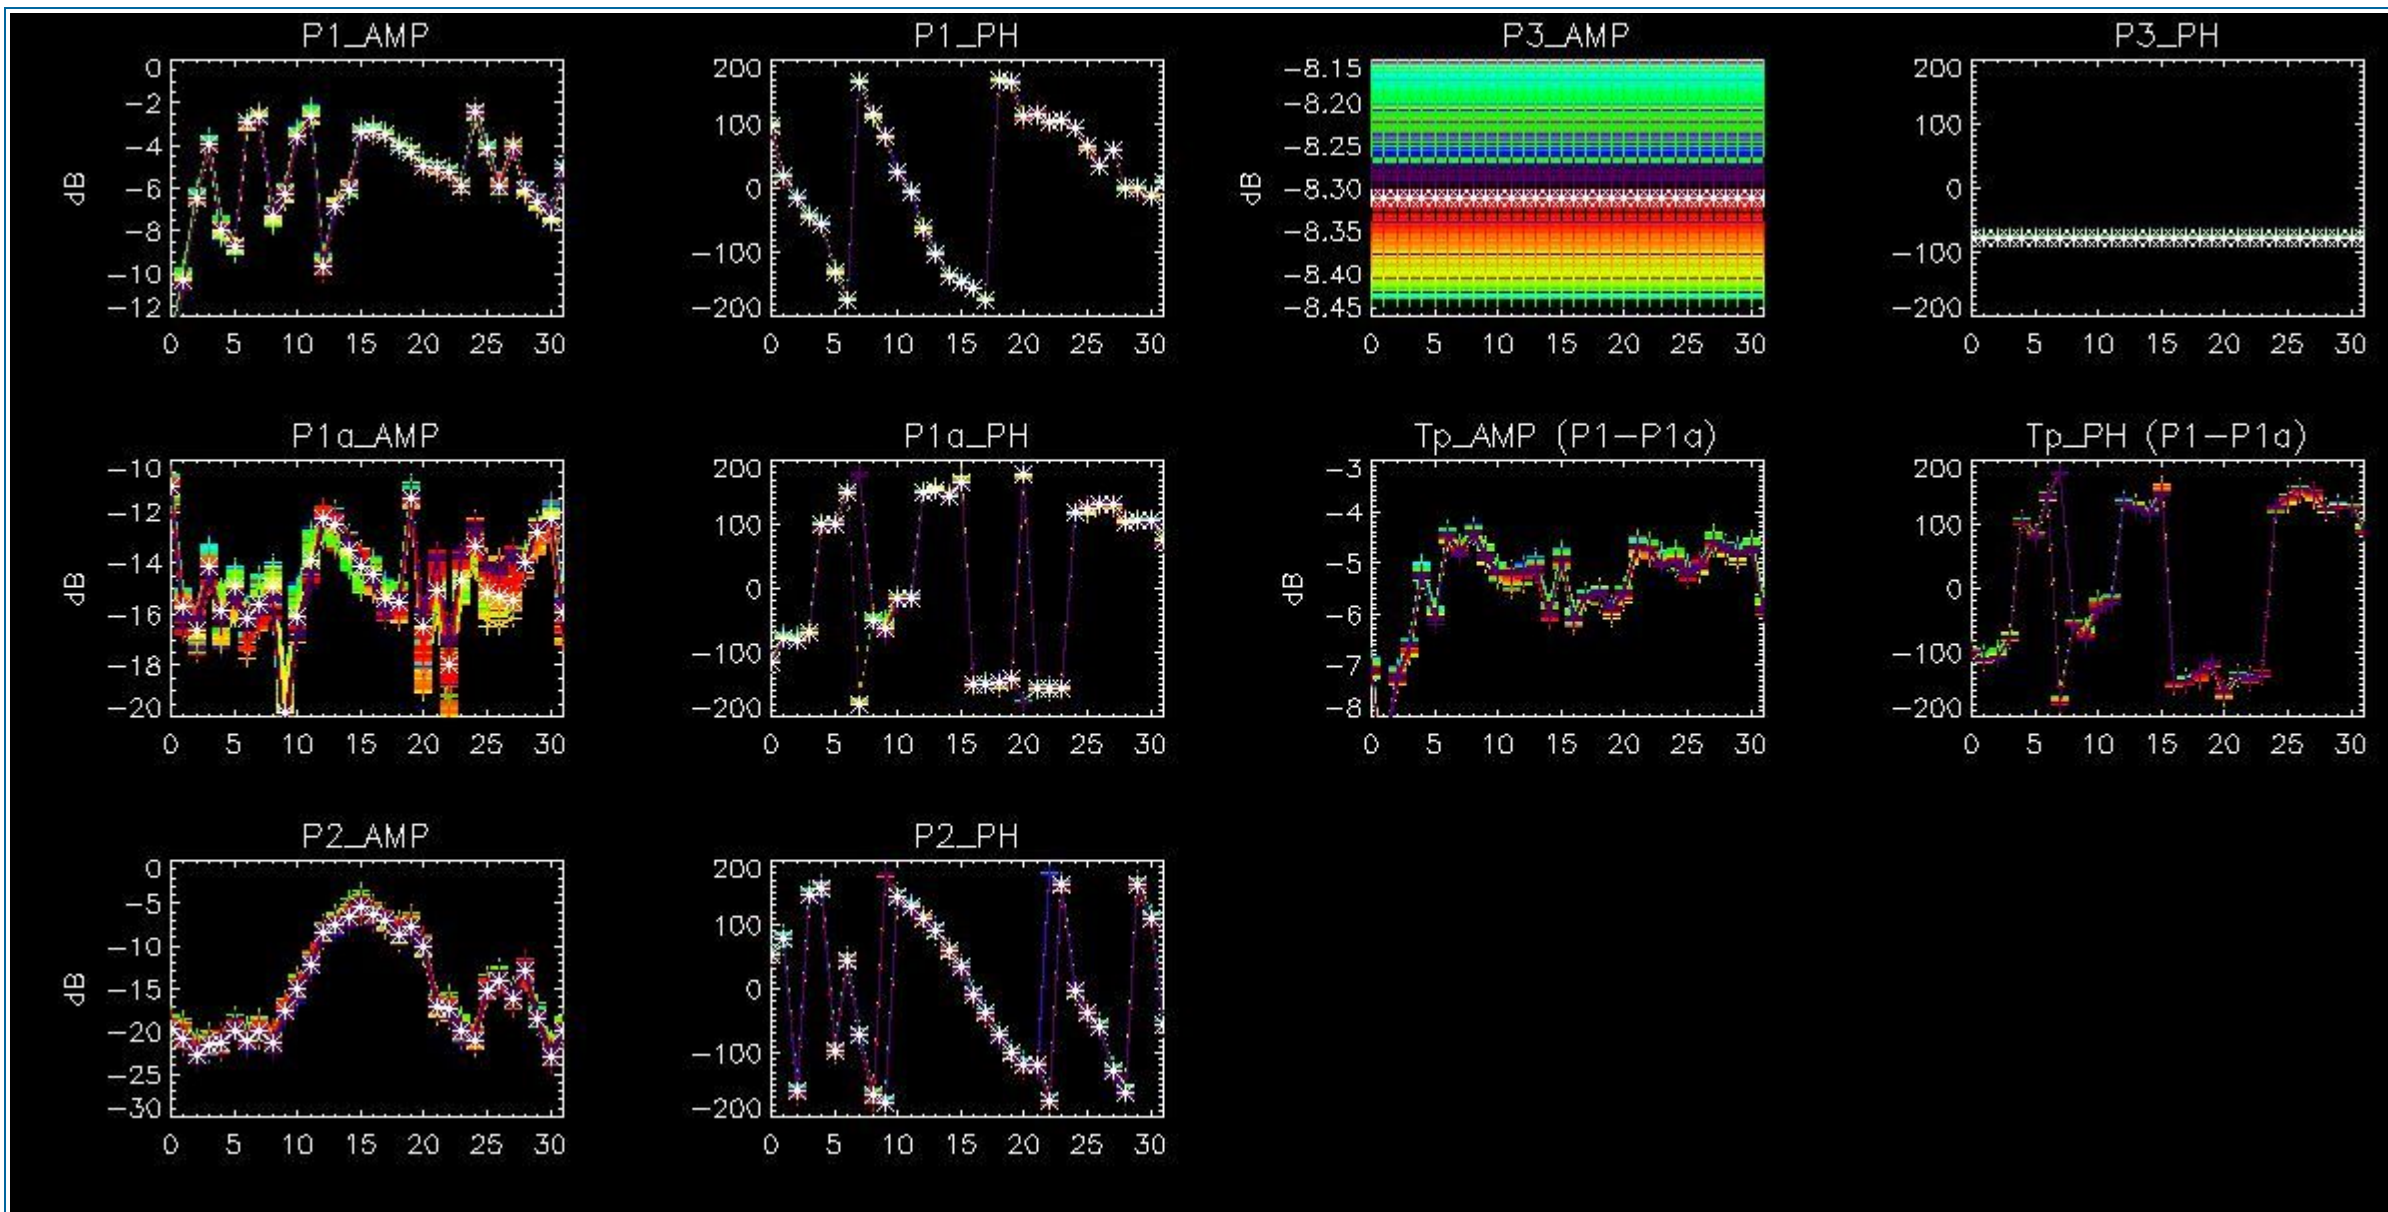 P1_AMP P1_PH P3_AMP P3_PH
0 200 -8.15 200
-2 100 -8.20 100
-4 0 -8.25 0
-6 -100 -8.30 -100
-8 -200 -8.35 -200
-10 -8.40
-12 -8.45
dB dB
0 5 10 15 20 25 30 0 5 10 15 20 25 30 0 5 10 15 20 25 30 0 5 10 15 20 25 30
P1a_AMP P1a_PH Tp_AMP (P1-P1a) Tp_PH (P1-P1a)
-10 200 -3 200
-12 100 -4 100
-14 0 -5 0
-16 -100 -6 -100
-18 -200 -7 -200
-20 -8
dB dB
0 5 10 15 20 25 30 0 5 10 15 20 25 30 0 5 10 15 20 25 30 0 5 10 15 20 25 30
P2_AMP P2_PH
0 200
-5 100
-10 0
-15 -100
-20 -200
-25
-30
dB
0 5 10 15 20 25 30 0 5 10 15 20 25 30